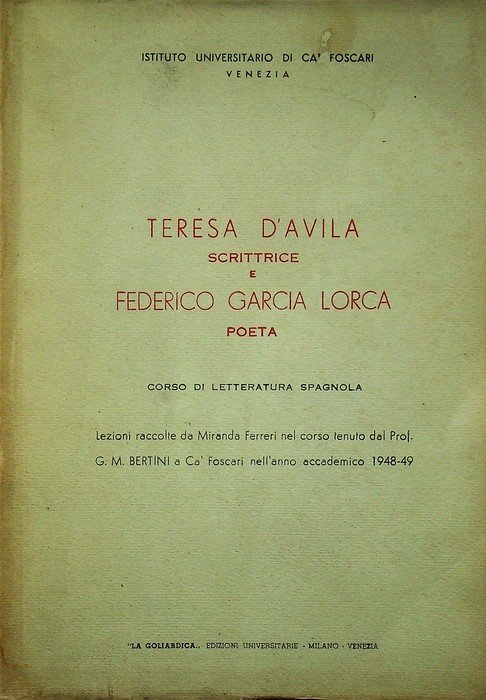 ISTITUTO UNIVERSITARIO DI CA' FOSCARI
VENEZIA
TERESA D'AVILA
SCRITTRICE
E
FEDERICO GARCIA LORCA
POETA
CORSO DI LETTERATURA SPAGNOLA
Lezioni raccolte da Miranda Ferreri nel corso tenuto dal Prof.
G. M. BERTINI a Ca' Foscari nell'anno accademico 1948-49
"LA GOLIARDICA„ EDIZIONI UNIVERSITARIE - MILANO - VENEZIA